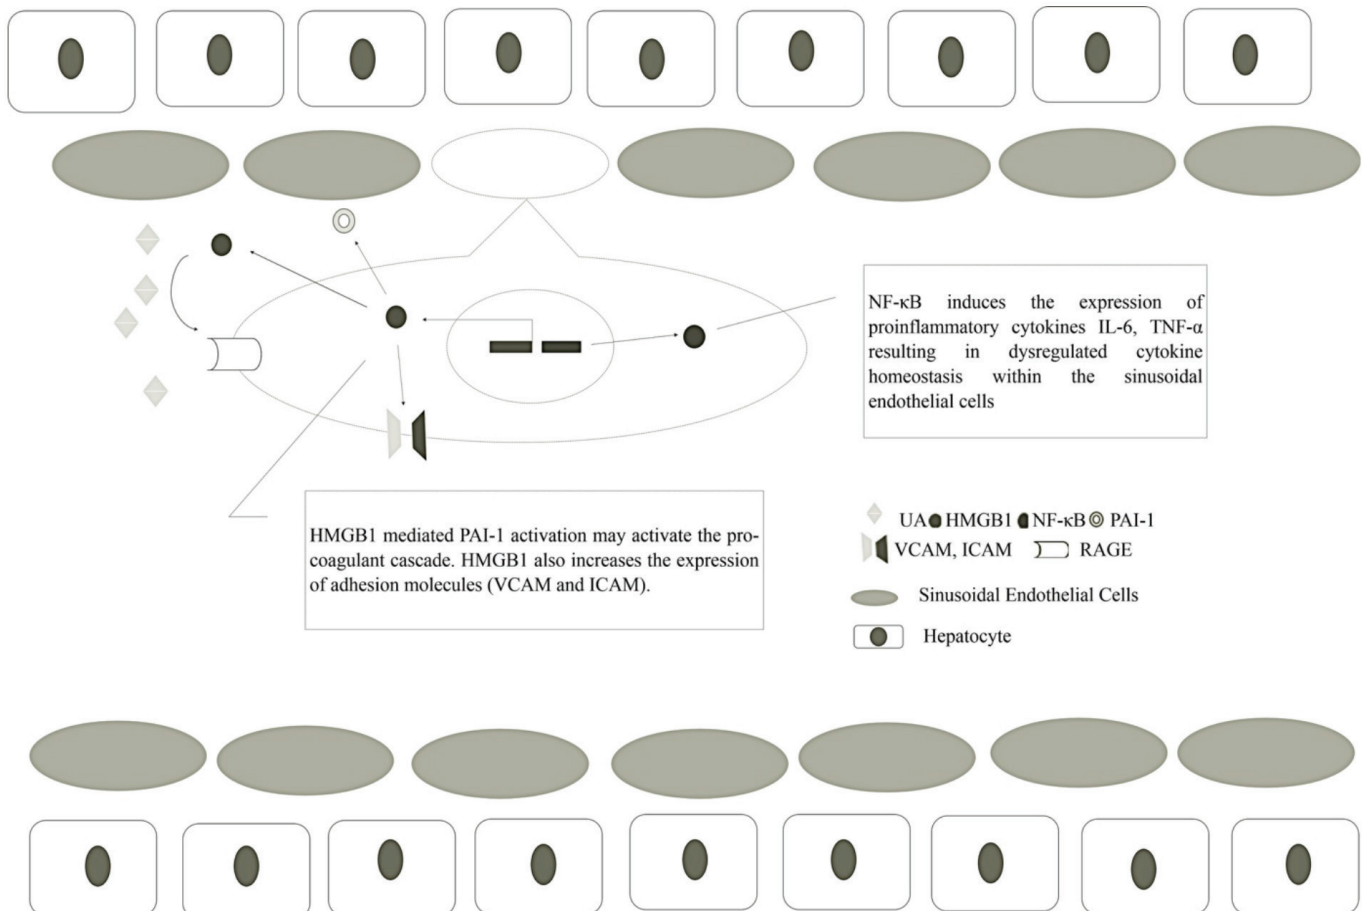 NF-κB induces the expression of
proinflammatory cytokines IL-6, TNF-α
resulting in dysregulated cytokine
homeostasis within the sinusoidal
endothelial cells
HMGB1 mediated PAI-1 activation may activate the pro-
coagulant cascade. HMGB1 also increases the expression
of adhesion molecules (VCAM and ICAM).
UA HMGB1 NF-κB PAI-1
VCAM, ICAM RAGE
Sinusoidal Endothelial Cells
Hepatocyte